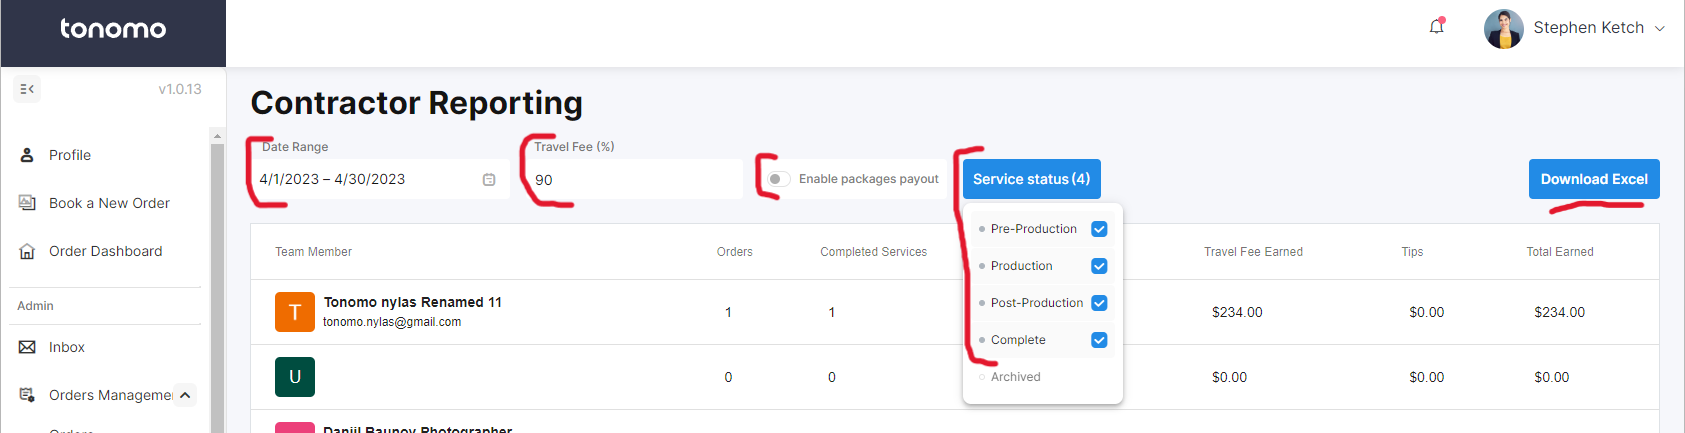 tonomo
Stephen Ketch
v1.0.13
Contractor Reporting
Date Range
Travel Fee (%)
4/1/2023 – 4/30/2023
90
Enable packages payout
Service status (4)
Download Excel
Profile
Book a New Order
Order Dashboard
Admin
Inbox
Orders Manageme
Pre-Production
Production
Post-Production
Complete
Archived
Team Member Orders Completed Services Travel Fee Earned Tips Total Earned
T Tonomo nylas Renamed 11
tonomo.nylas@gmail.com
1 1 $234.00 $0.00 $234.00
U 0 0 $0.00 $0.00 $0.00
Daniil Baunov Photographer
Orders